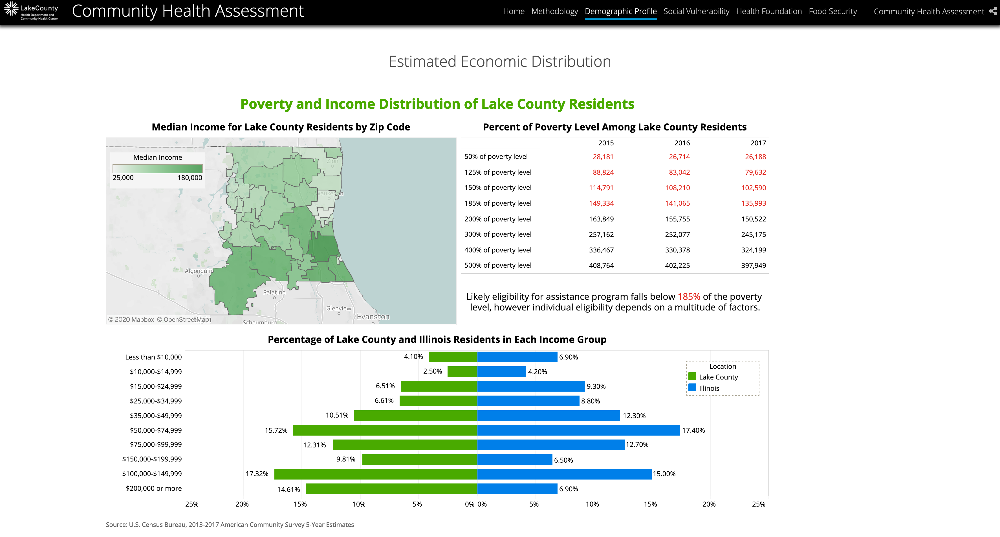 LakeCounty
Health Department and
Community Health Center
Community Health Assessment
Home Methodology Demographic Profile Social Vulnerability Health Foundation Food Security Community Health Assessment
Estimated Economic Distribution
Poverty and Income Distribution of Lake County Residents
Median Income for Lake County Residents by Zip Code
Median Income
25,000 180,000
Zion
Waukegan
Algonquin
Palatine
Glenview
Evanston
Schaumburg
Elgin
© 2020 Mapbox © OpenStreetMap
Percent of Poverty Level Among Lake County Residents
2015 2016 2017
50% of poverty level 28,181 26,714 26,188
125% of poverty level 88,824 83,042 79,632
150% of poverty level 114,791 108,210 102,590
185% of poverty level 149,334 141,065 135,993
200% of poverty level 163,849 155,755 150,522
300% of poverty level 257,162 252,077 245,175
400% of poverty level 336,467 330,378 324,199
500% of poverty level 408,764 402,225 397,949
Likely eligibility for assistance program falls below 185% of the poverty
level, however individual eligibility depends on a multitude of factors.
Percentage of Lake County and Illinois Residents in Each Income Group
Less than $10,000 4.10% 6.90%
$10,000-$14,999 2.50% 4.20%
$15,000-$24,999 6.51% 9.30%
$25,000-$34,999 6.61% 8.80%
$35,000-$49,999 10.51% 12.30%
$50,000-$74,999 15.72% 17.40%
$75,000-$99,999 12.31% 12.70%
$150,000-$199,999 9.81% 6.50%
$100,000-$149,999 17.32% 15.00%
$200,000 or more 14.61% 6.90%
Location
Lake County
Illinois
25% 20% 15% 10% 5% 0% 0% 5% 10% 15% 20% 25%
Source: U.S. Census Bureau, 2013-2017 American Community Survey 5-Year Estimates